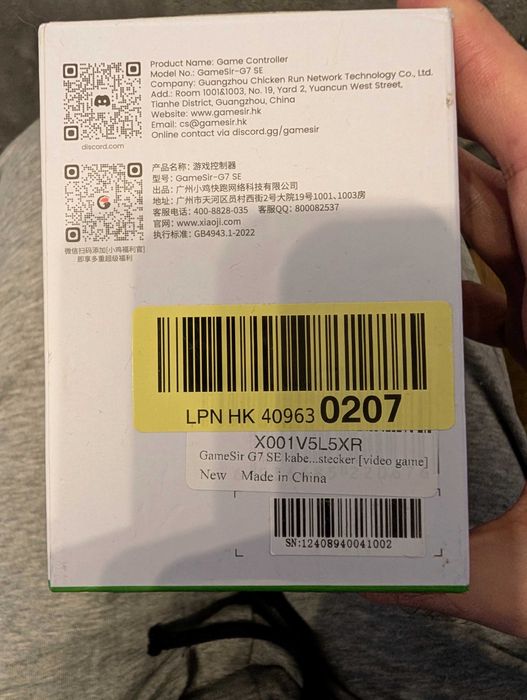 Product Name: Game Controller
Model No.: GameSir-G7 SE
Company: Guangzhou Chicken Run Network Technology Co., Ltd.
Add.: Room 1001&1003, No. 19, Yard 2, Yuancun West Street,
Tianhe District, Guangzhou, China
Website: www.gamesir.hk
Email: cs@gamesir.hk
Online contact via discord.gg/gamesir
discord.com
产品名称: 游戏控制器
型号: GameSir-G7 SE
出品: 广州小鸡快跑网络科技有限公司
地址: 广州市天河区员村西街2号大院19号1001、1003房
客服电话: 400-8828-035 客服QQ: 800082537
官网: www.xiaoji.com
执行标准: GB4943.1-2022
微信扫码添加[小鸡福利官]
即享多重超级福利
LPN HK 40963 0207
X001V5L5XR
GameSir G7 SE kabe...stecker [video game]
New Made in China
SN:12408940041002